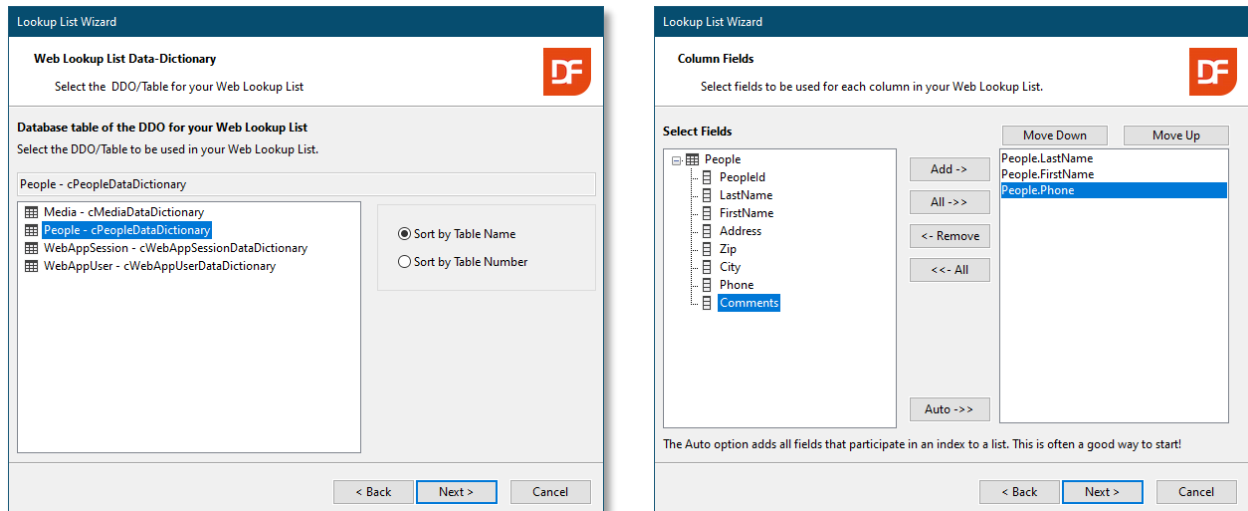 Lookup List Wizard
Web Lookup List Data-Dictionary
Select the DDO/Table for your Web Lookup List
DF
Database table of the DDO for your Web Lookup List
Select the DDO/Table to be used in your Web Lookup List.
People - cPeopleDataDictionary
Media - cMediaDataDictionary
People - cPeopleDataDictionary
WebAppSession - cWebAppSessionDataDictionary
WebAppUser - cWebAppUserDataDictionary
Sort by Table Name
Sort by Table Number
< Back
Next >
Cancel
Lookup List Wizard
Column Fields
Select fields to be used for each column in your Web Lookup List.
DF
Select Fields
Move Down
Move Up
People
PeopleId
LastName
FirstName
Address
Zip
City
Phone
Comments
Add ->
All ->>
<- Remove
<<- All
Auto ->>
People.LastName
People.FirstName
People.Phone
The Auto option adds all fields that participate in an index to a list. This is often a good way to start!
< Back
Next >
Cancel